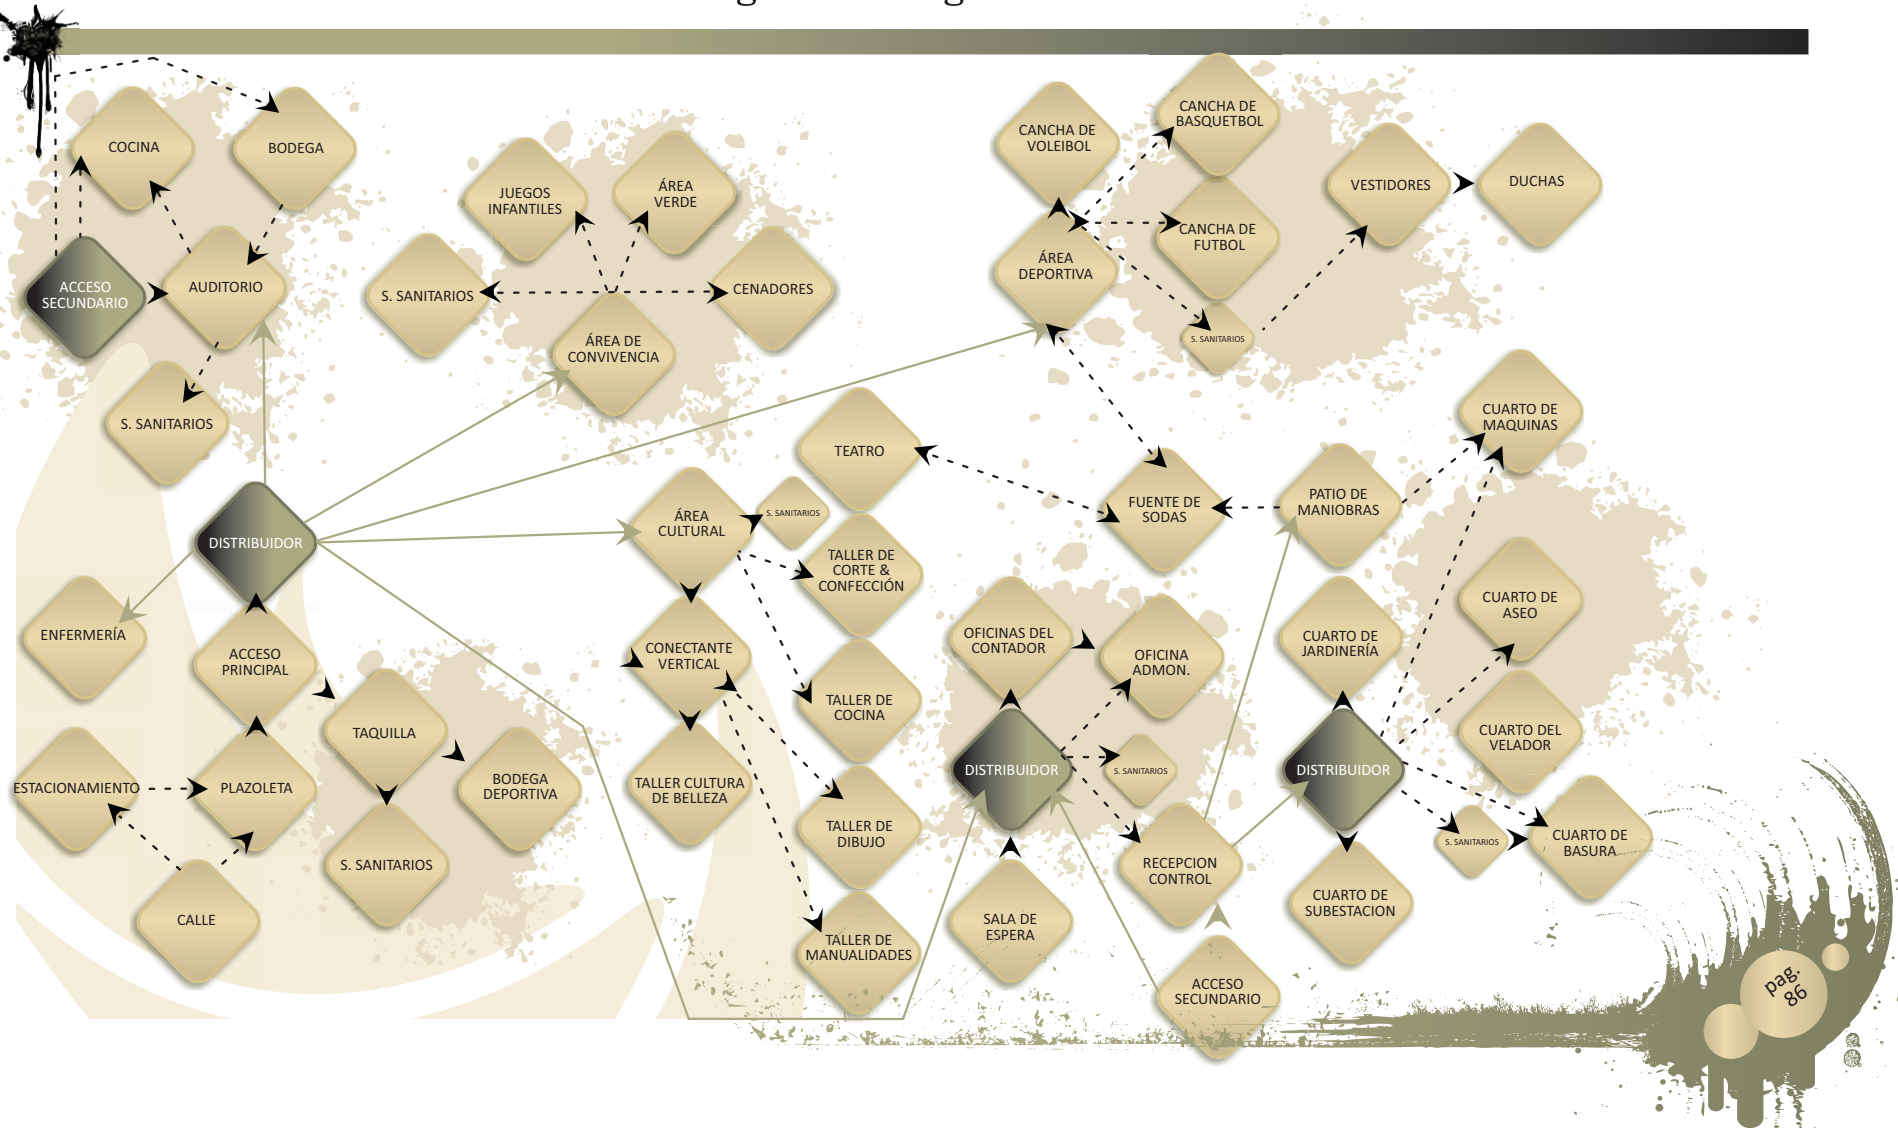 COCINA
BODEGA
ACCESO
SECUNDARIO
AUDITORIO
S. SANITARIOS
JUEGOS
INFANTILES
ÁREA
VERDE
S. SANITARIOS
CENADORES
ÁREA DE
CONVIVENCIA
CANCHA DE
VOLEIBOL
CANCHA DE
BASQUETBOL
VESTIDORES
DUCHAS
ÁREA
DEPORTIVA
CANCHA DE
FUTBOL
S. SANITARIOS
DISTRIBUIDOR
ENFERMERÍA
ACCESO
PRINCIPAL
TAQUILLA
BODEGA
DEPORTIVA
ESTACIONAMIENTO
PLAZOLETA
S. SANITARIOS
CALLE
TEATRO
ÁREA
CULTURAL
S. SANITARIOS
TALLER DE
CORTE &
CONFECCIÓN
CONECTANTE
VERTICAL
TALLER DE
COCINA
TALLER CULTURA
DE BELLEZA
TALLER DE
DIBUJO
TALLER DE
MANUALIDADES
FUENTE DE
SODAS
PATIO DE
MANIOBRAS
CUARTO DE
MAQUINAS
OFICINAS DEL
CONTADOR
OFICINA
ADMON.
CUARTO DE
JARDINERÍA
CUARTO DE
ASEO
DISTRIBUIDOR
S. SANITARIOS
DISTRIBUIDOR
CUARTO DEL
VELADOR
RECEPCION
CONTROL
S. SANITARIOS
CUARTO DE
BASURA
SALA DE
ESPERA
CUARTO DE
SUBESTACION
ACCESO
SECUNDARIO
pag.
86